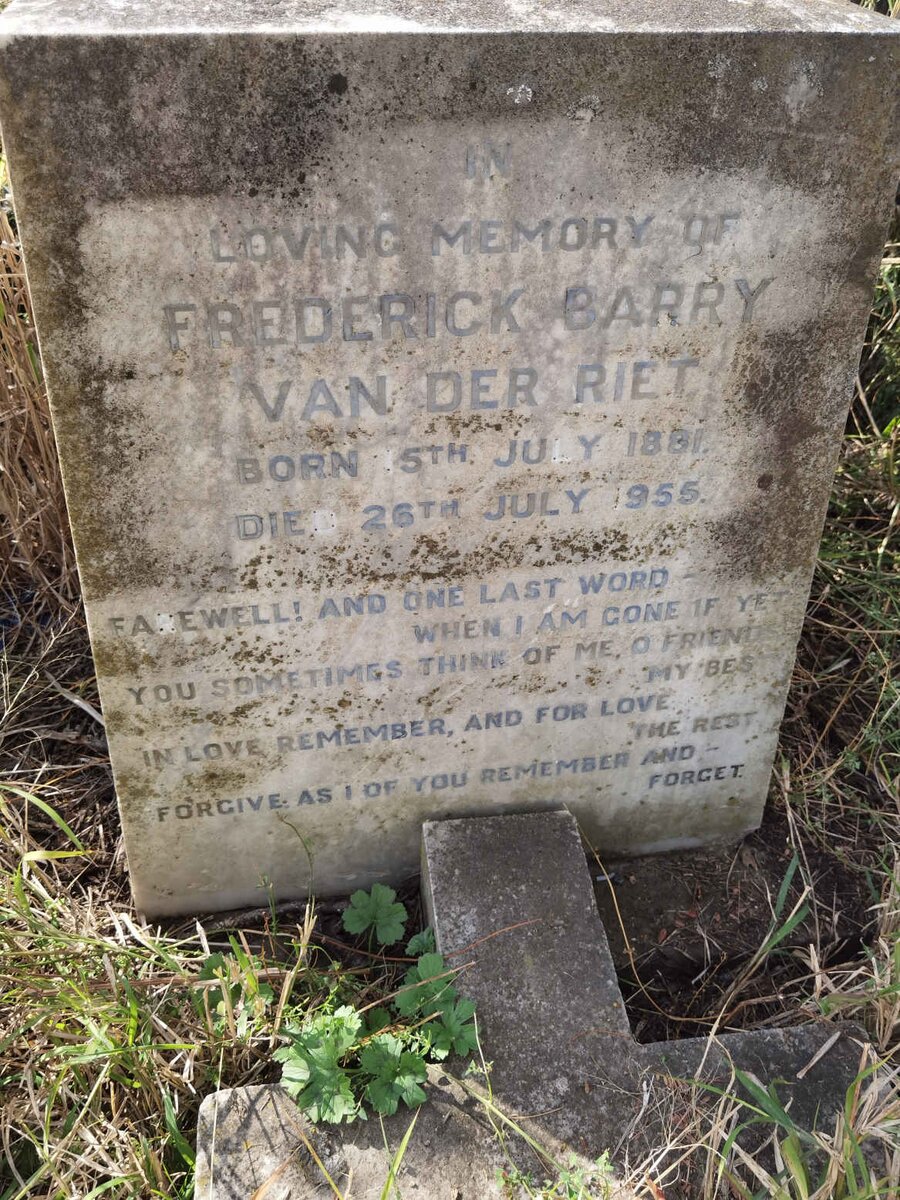 IN
LOVING MEMORY OF
FREDERICK BARRY
VAN DER RIET
BORN 15TH JULY 1881.
DIED 26TH JULY 1955.
FAREWELL! AND ONE LAST WORD –
WHEN I AM GONE IF YET
YOU SOMETIMES THINK OF ME, O FRIENDS
MY BEST
IN LOVE REMEMBER, AND FOR LOVE
THE REST
FORGIVE: AS I OF YOU REMEMBER AND –
FORGET.